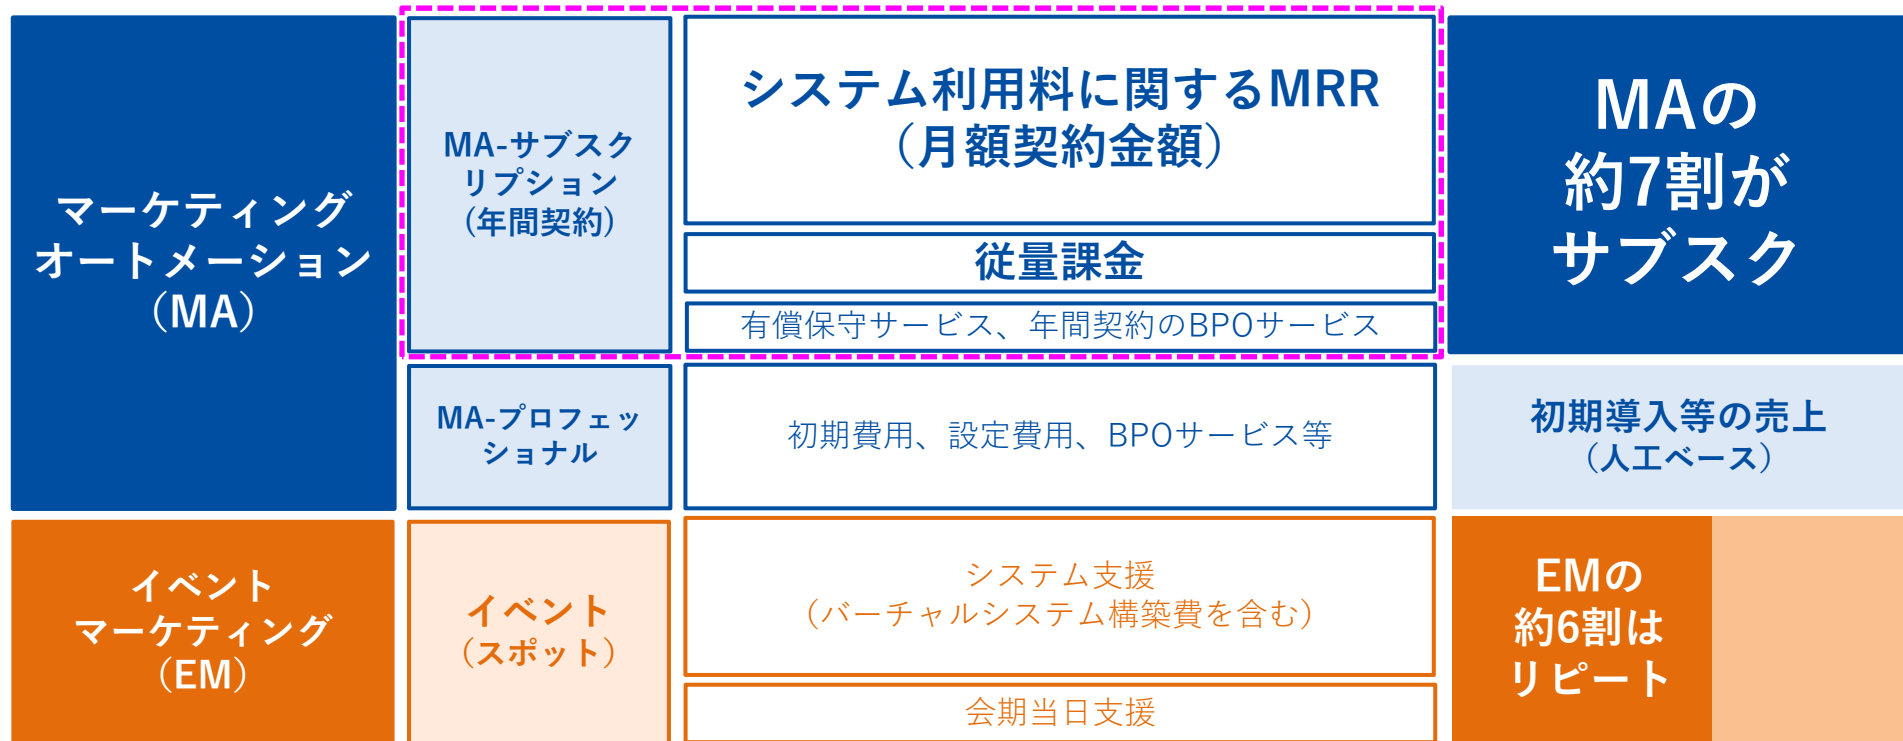 マーケティング
オートメーション
（MA）
MA-サブスク
リプション
（年間契約）
システム利用料に関するMRR
（月額契約金額）
従量課金
有償保守サービス、年間契約のBPOサービス
MAの
約7割が
サブスク
MA-プロフェッ
ショナル
初期費用、設定費用、BPOサービス等
初期導入等の売上
（人工ベース）
イベント
マーケティング
（EM）
イベント
（スポット）
システム支援
（バーチャルシステム構築費を含む）
会期当日支援
EMの
約6割は
リピート